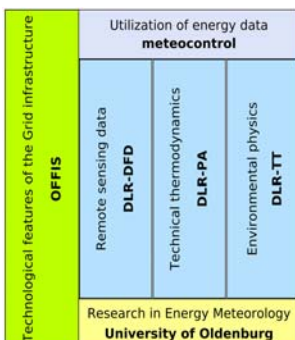 Technological features of the Grid infrastructure
OFFIS
Utilization of energy data
meteocontrol
Remote sensing data
DLR-DFD
Technical thermodynamics
DLR-PA
Environmental physics
DLR-TT
Research in Energy Meteorology
University of Oldenburg